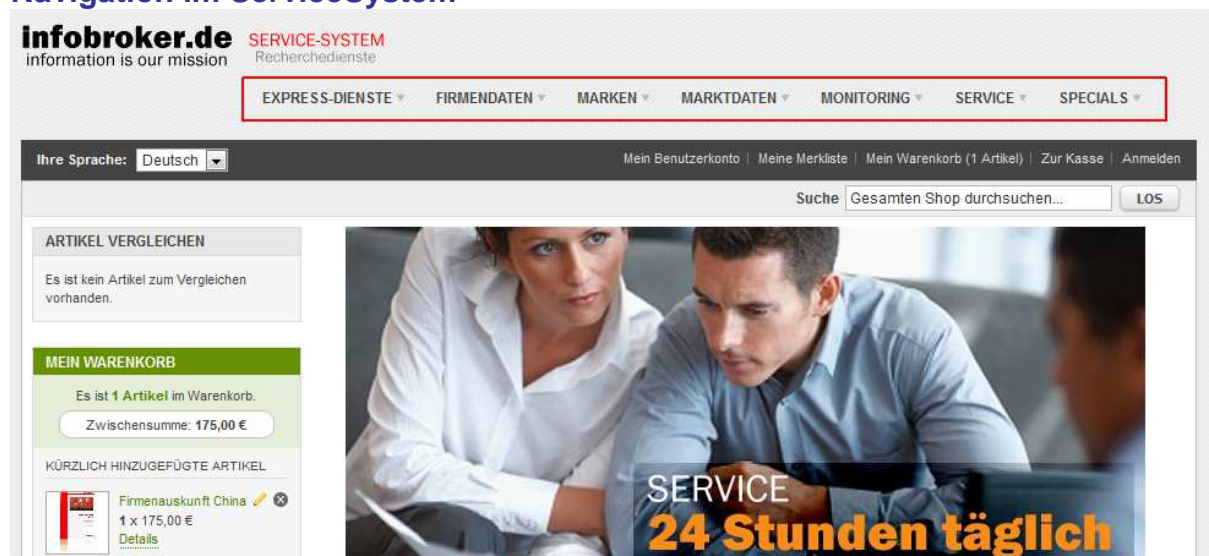 Navigation im ServiceSystem
infobroker.de SERVICE-SYSTEM
information is our mission Recherchedienste
EXPRESS-DIENSTE FIRMENDATEN MARKEN MARKTDATEN MONITORING SERVICE SPECIALS
Ihre Sprache: Deutsch Mein Benutzerkonto | Meine Merkliste | Mein Warenkorb (1 Artikel) | Zur Kasse | Anmelden
Suche Gesamten Shop durchsuchen... LOS
ARTIKEL VERGLEICHEN
Es ist kein Artikel zum Vergleichen
vorhanden.
MEIN WARENKORB
Es ist 1 Artikel im Warenkorb.
Zwischensumme: 175,00 €
KÜRZLICH HINZUGEFÜGTE ARTIKEL
Firmenauskunft China
1 x 175,00 €
Details
SERVICE
24 Stunden täglich